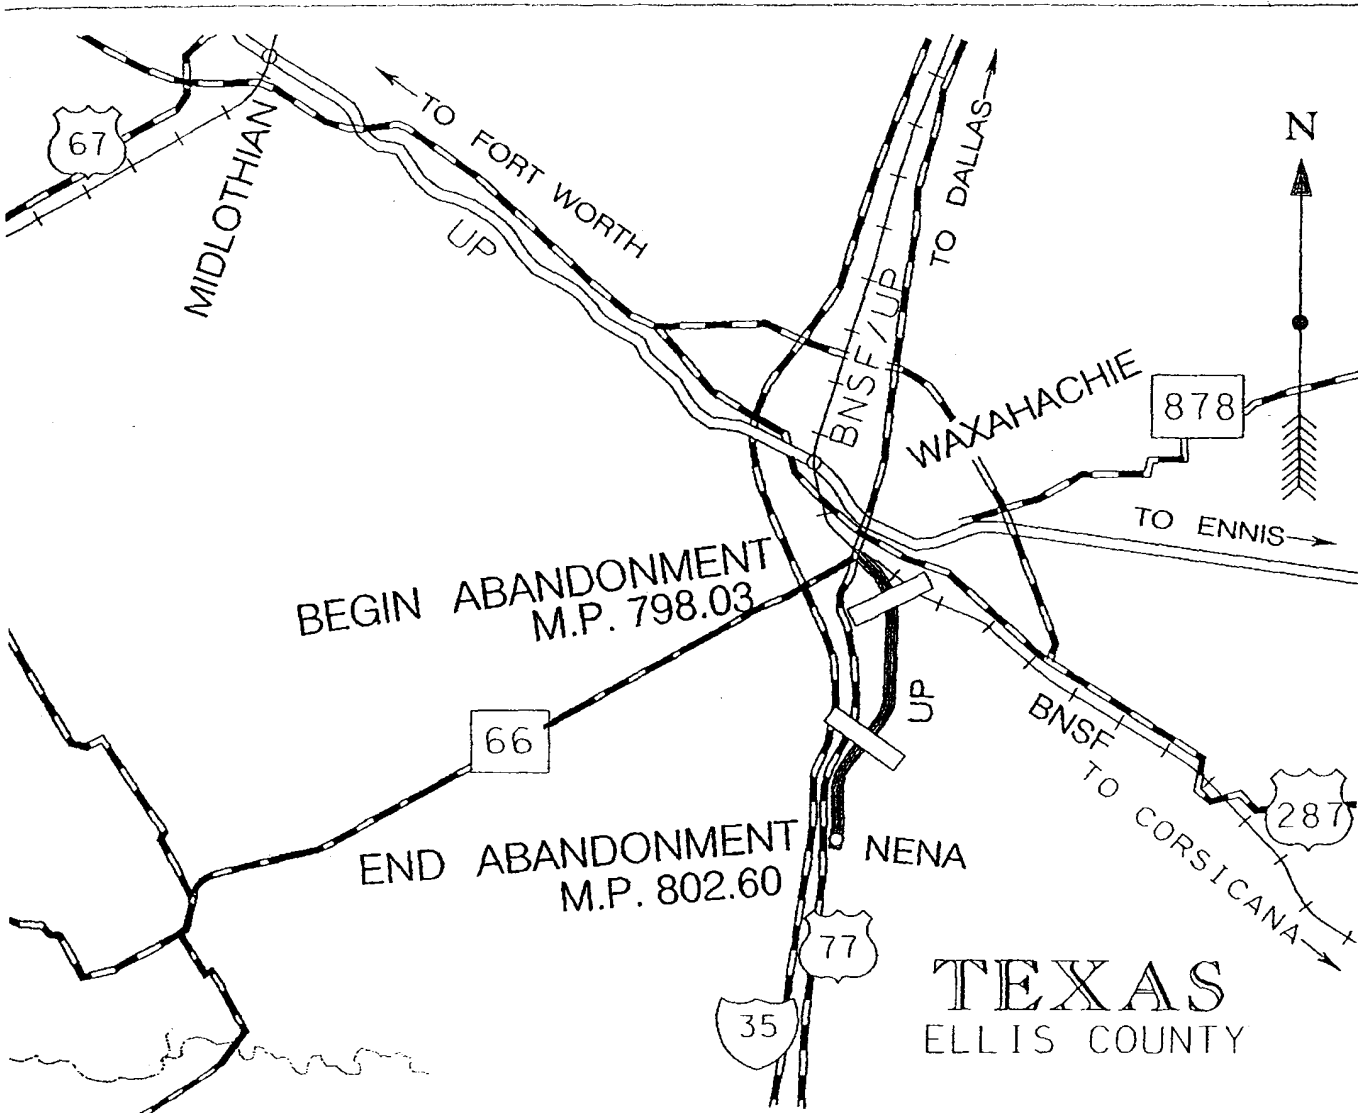 67
MIDLOTHIAN
TO FORT WORTH
UP
TO DALLAS
N
BNSF/UP
WAXAHACHIE
878
TO ENNIS
BEGIN ABANDONMENT
M.P. 798.03
UP
66
BNSF
TO CORSICANA
287
END ABANDONMENT
M.P. 802.60
NENA
77
35
TEXAS
ELLIS COUNTY